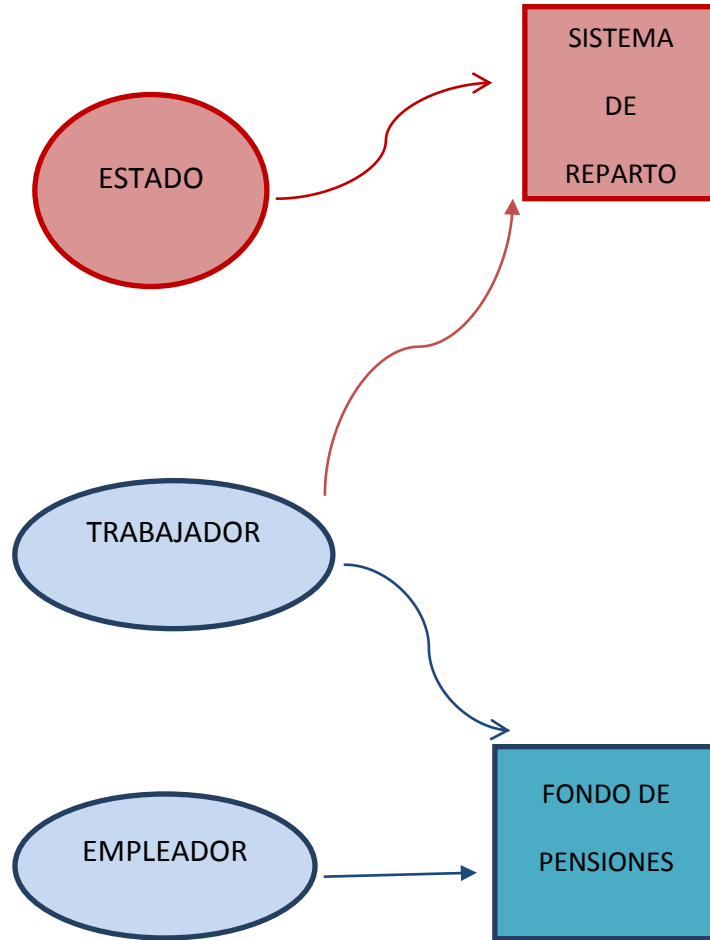 SISTEMA
DE
REPARTO
ESTADO
TRABAJADOR
EMPLEADOR
FONDO DE
PENSIONES